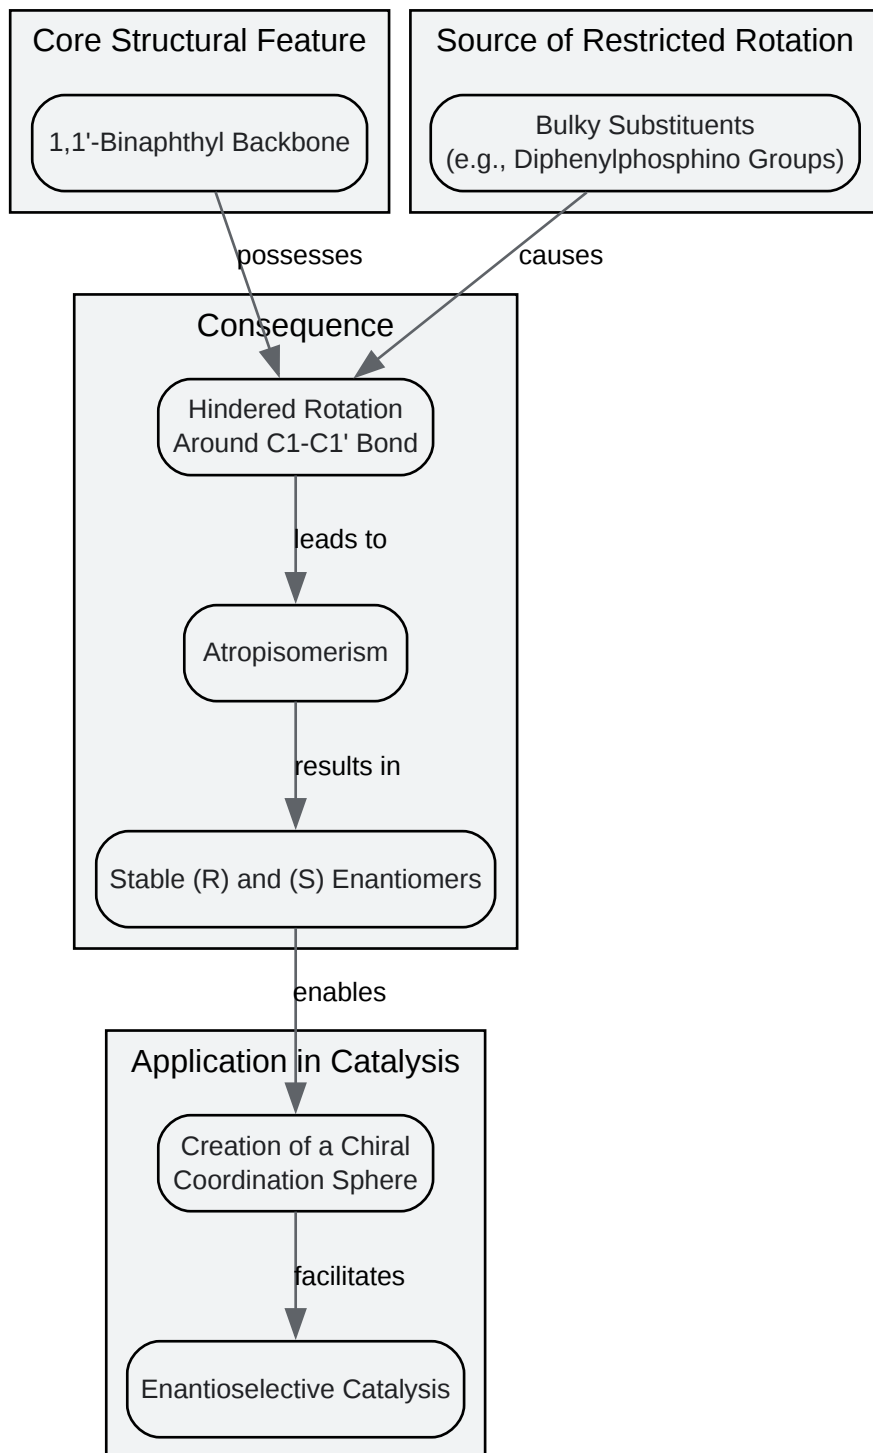 Core Structural Feature
Source of Restricted Rotation
1,1'-Binaphthyl Backbone
Bulky Substituents
(e.g., Diphenylphosphino Groups)
possesses
causes
Consequence
Hindered Rotation
Around C1-C1' Bond
leads to
Atropisomerism
results in
Stable (R) and (S) Enantiomers
enables
Application in Catalysis
Creation of a Chiral
Coordination Sphere
facilitates
Enantioselective Catalysis